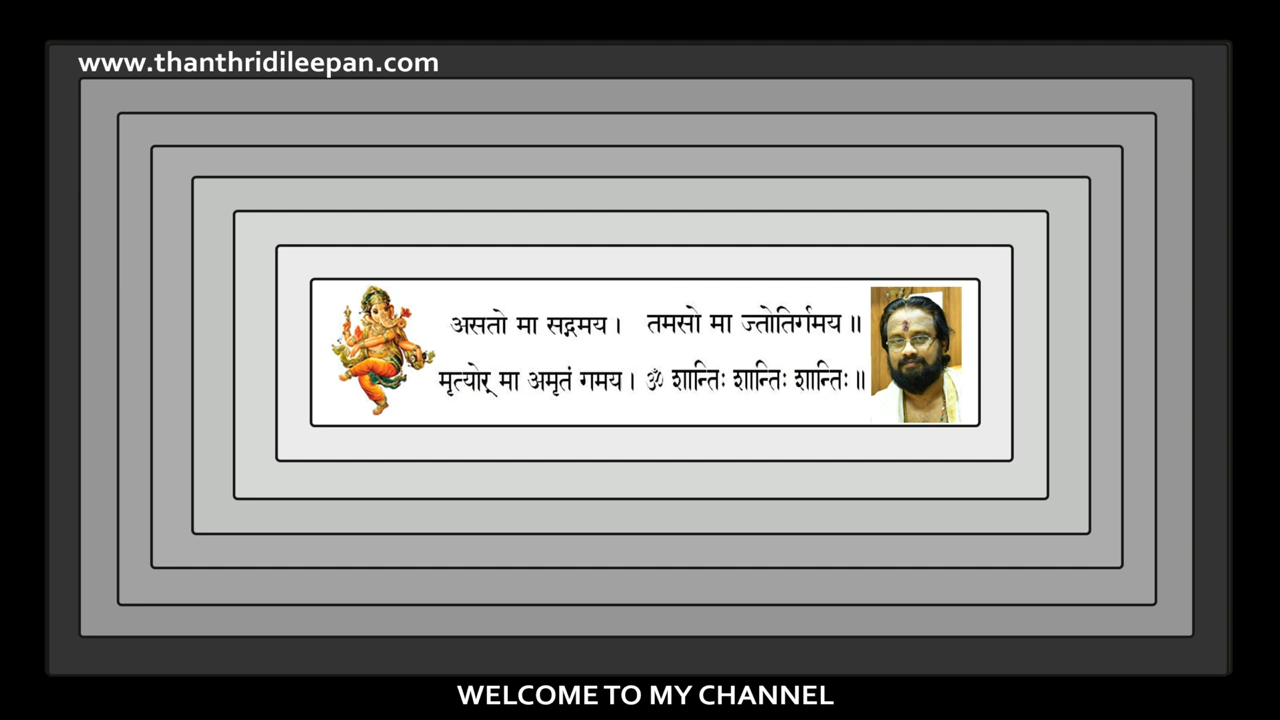 www.thanthridileepan.com
असतो मा सद्गमय। तमसो मा ज्तोतिर्गमय॥
मृत्योर् मा अमृतं गमय। ॐ शान्तिः शान्तिः शान्तिः॥
WELCOME TO MY CHANNEL